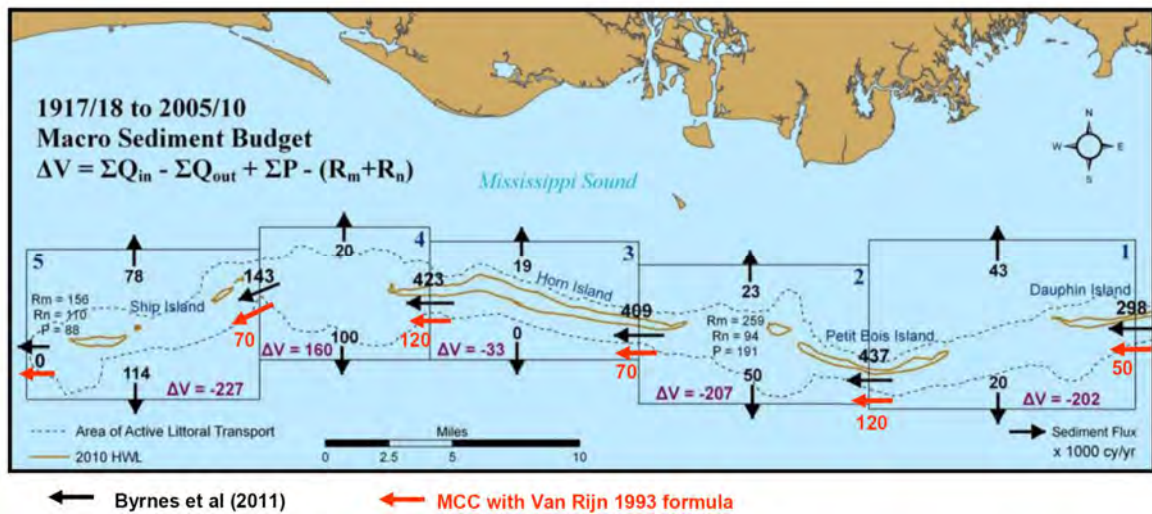 1917/18 to 2005/10
Macro Sediment Budget
ΔV = ΣQin - ΣQout + ΣP - (Rm+Rn)
Mississippi Sound
N
W E
S
5
78
143
Rm = 156
Rn = 110
P = 88
Ship Island
0
70
114
ΔV = -227
4
20
423
120
100
ΔV = 160
3
19
Horn Island
409
0
70
ΔV = -33
2
23
Rm = 259
Rn = 94
P = 191
Petit Bois Island
437
50
120
ΔV = -207
1
43
Dauphin Island
298
50
20
ΔV = -202
Area of Active Littoral Transport
2010 HWL
Miles
0 2.5 5 10
Sediment Flux
x 1000 cy/yr
Byrnes et al (2011)
MCC with Van Rijn 1993 formula